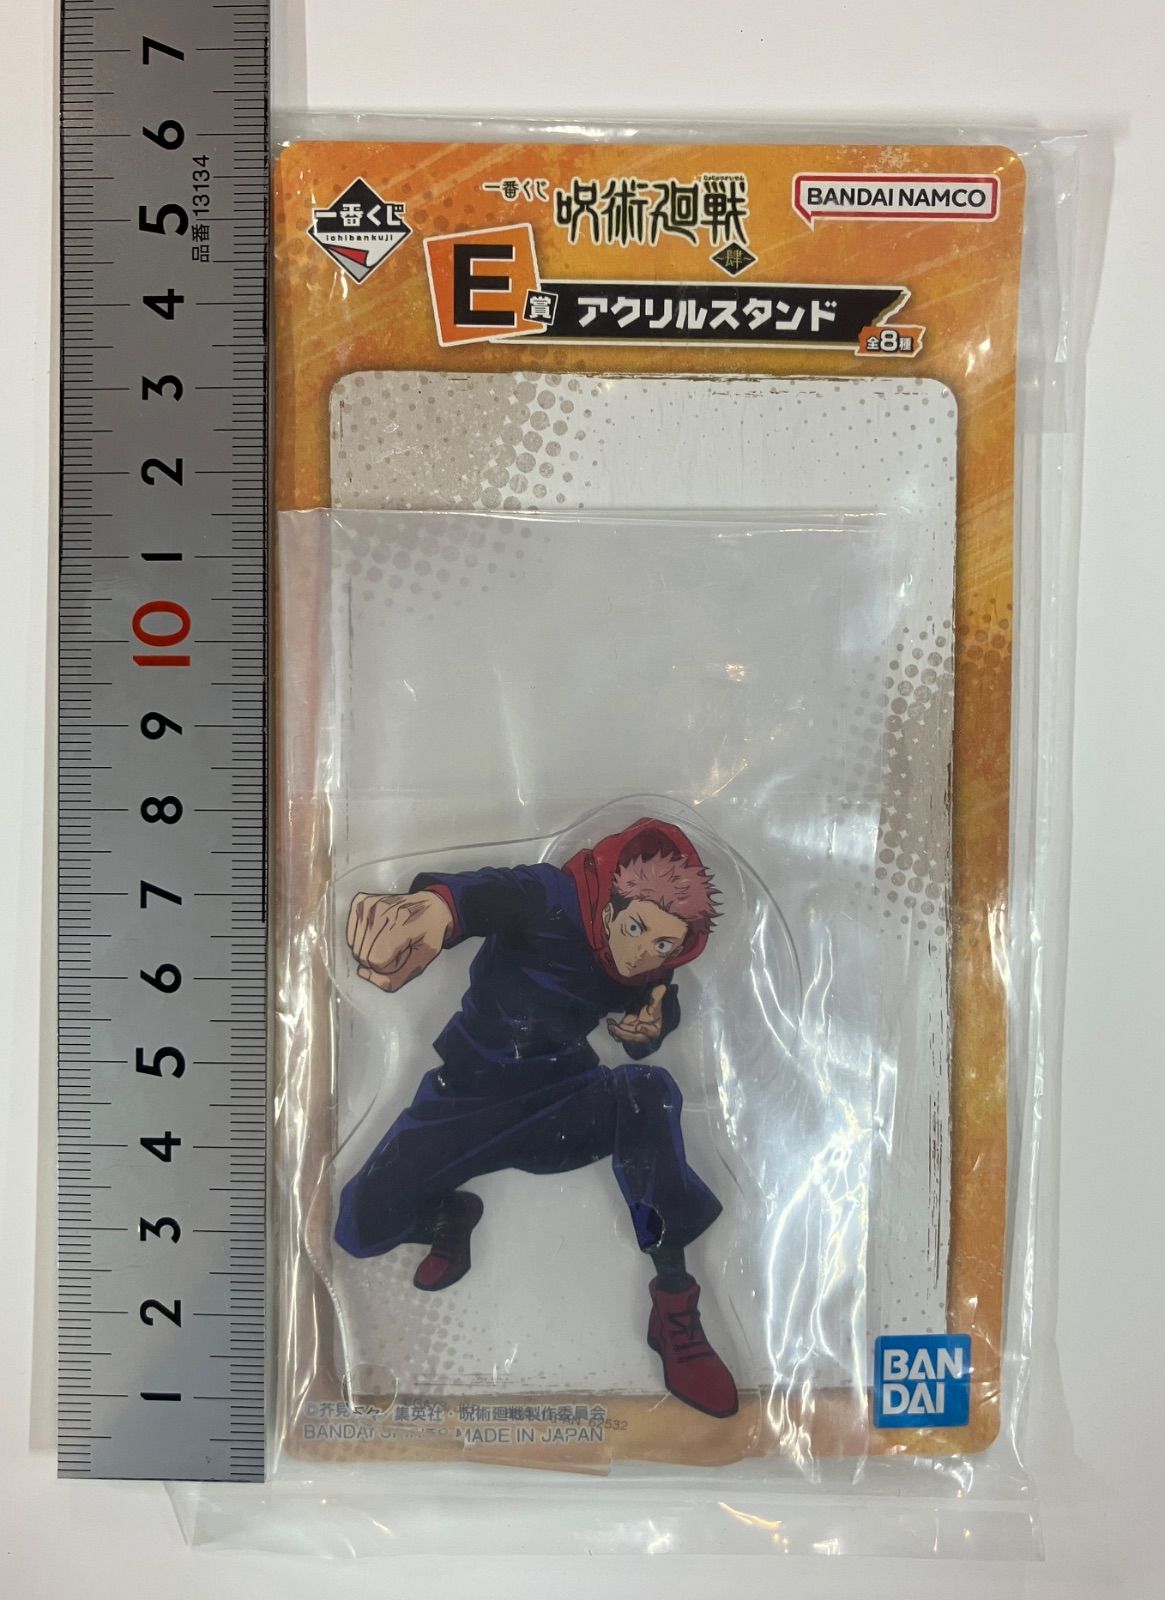 一番くじ
ichibankuji
一番くじ
じゅじゅつかいせん
呪術廻戦
~肆~
BANDAI NAMCO
E賞
アクリルスタンド
全8種
7
6
5
4
3
2
1
10
9
8
7
6
5
4
3
2
1
品番13134
BAN
DAI
©芥見下々/集英社・呪術廻戦製作委員会
BANDAI SPIRITS MADE IN JAPAN
62532